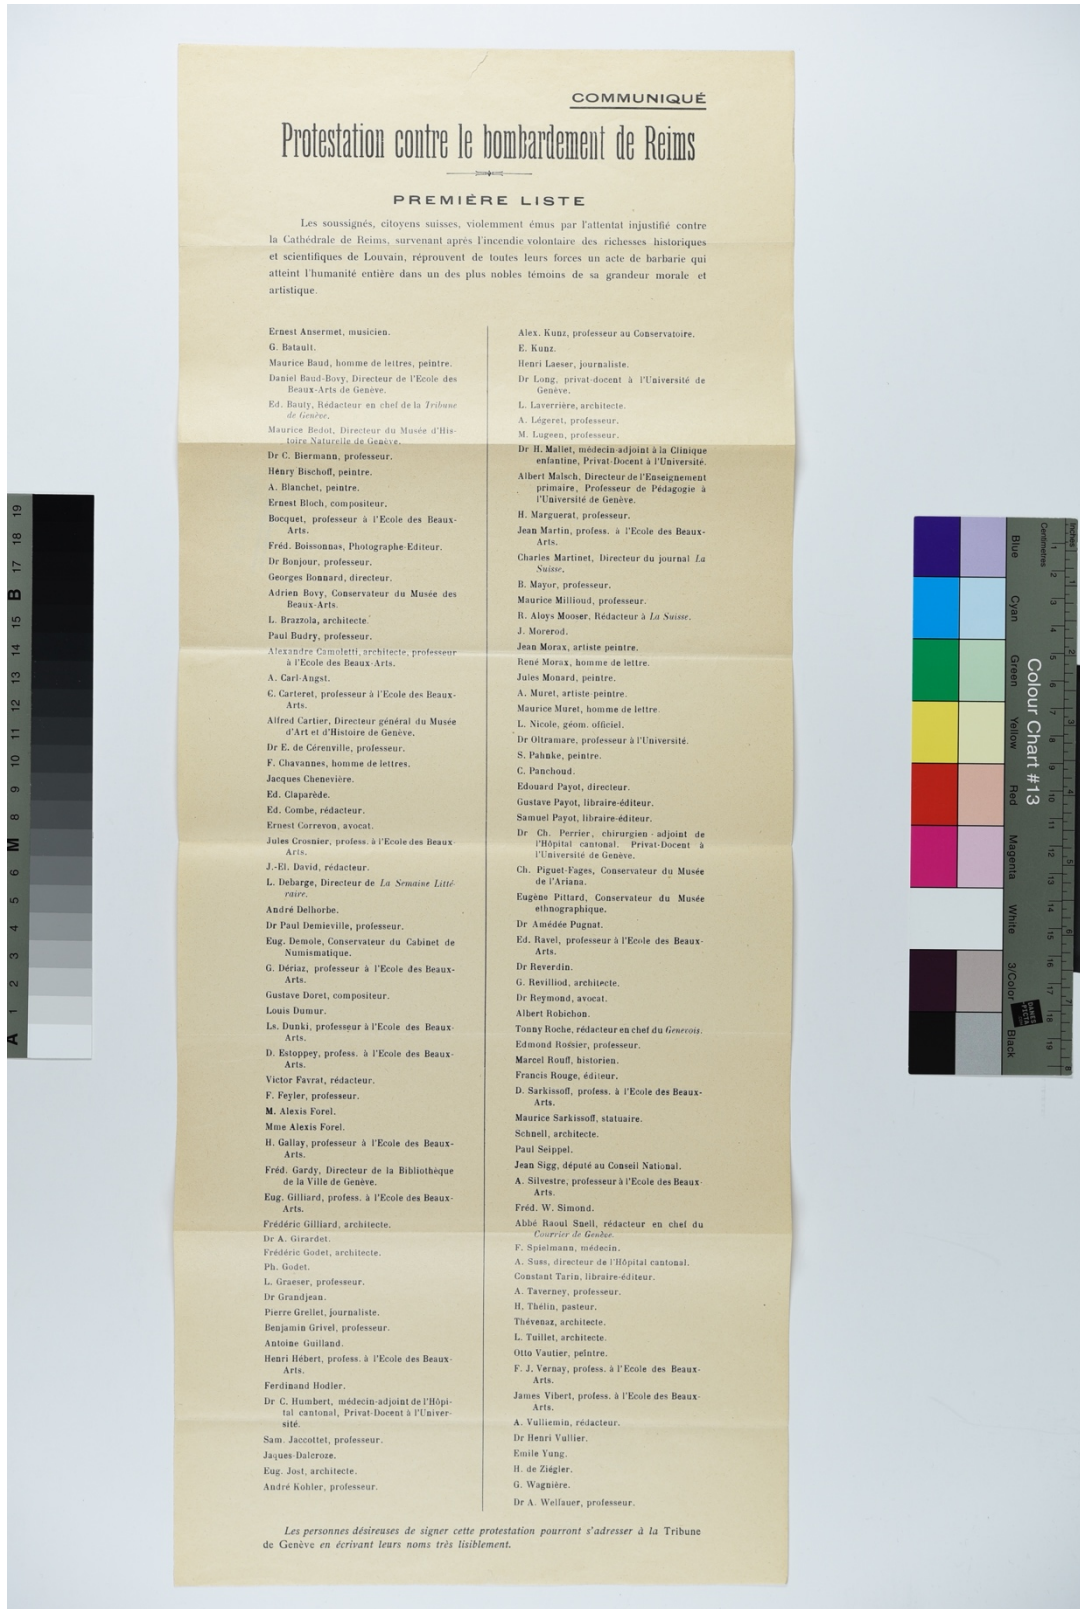 COMMUNIQUÉ
Protestation contre le bombardement de Reims
PREMIÈRE LISTE
Les soussignés, citoyens suisses, violemment émus par l'attentat injustifié contre
la Cathédrale de Reims, survenant après l'incendie volontaire des richesses historiques
et scientifiques de Louvain, réprouvent de toutes leurs forces un acte de barbarie qui
atteint l'humanité entière dans un des plus nobles témoins de sa grandeur morale et
artistique.
Ernest Ansermet, musicien.
G. Batault.
Maurice Baud, homme de lettres, peintre.
Daniel Baud-Bovy, Directeur de l'Ecole des
Beaux-Arts de Genève.
Ed. Bauty, Rédacteur en chef de la Tribune
de Genève.
Maurice Bedot, Directeur du Musée d'His-
toire Naturelle de Genève.
Dr C. Biermann, professeur.
Henry Bischoff, peintre.
A. Blanchet, peintre.
Ernest Bloch, compositeur.
Bocquet, professeur à l'Ecole des Beaux-
Arts.
Fréd. Boissonnas, Photographe-Editeur.
Dr Bonjour, professeur.
Georges Bonnard, directeur.
Adrien Bovy, Conservateur du Musée des
Beaux-Arts.
L. Brazzola, architecte.
Paul Budry, professeur.
Alexandre Camoletti, architecte, professeur
à l'Ecole des Beaux-Arts.
A. Carl-Angst.
C. Carteret, professeur à l'Ecole des Beaux-
Arts.
Alfred Cartier, Directeur général du Musée
d'Art et d'Histoire de Genève.
Dr E. de Cérenville, professeur.
F. Chavannes, homme de lettres.
Jacques Chenevière.
Ed. Claparède.
Ed. Combe, rédacteur.
Ernest Correvon, avocat.
Jules Crosnier, profess. à l'Ecole des Beaux-
Arts.
J.-El. David, rédacteur.
L. Debarge, Directeur de La Semaine Litté-
raire.
André Delhorbe.
Dr Paul Demieville, professeur.
Eug. Demole, Conservateur du Cabinet de
Numismatique.
G. Dériaz, professeur à l'Ecole des Beaux-
Arts.
Gustave Doret, compositeur.
Louis Dumur.
Ls. Dunki, professeur à l'Ecole des Beaux-
Arts.
D. Estoppey, profess. à l'Ecole des Beaux-
Arts.
Victor Favrat, rédacteur.
F. Feyler, professeur.
M. Alexis Forel.
Mme Alexis Forel.
H. Gallay, professeur à l'Ecole des Beaux-
Arts.
Fréd. Gardy, Directeur de la Bibliothèque
de la Ville de Genève.
Eug. Gilliard, profess. à l'Ecole des Beaux-
Arts.
Frédéric Gilliard, architecte.
Dr A. Girardet.
Frédéric Godet, architecte.
Ph. Godet.
L. Graeser, professeur.
Dr Grandjean.
Pierre Grellet, journaliste.
Benjamin Grivel, professeur.
Antoine Guilland.
Henri Hébert, profess. à l'Ecole des Beaux-
Arts.
Ferdinand Hodler.
Dr C. Humbert, médecin-adjoint de l'Hôpi-
tal cantonal, Privat-Docent à l'Univer-
sité.
Sam. Jaccottet, professeur.
Jaques-Dalcroze.
Eug. Jost, architecte.
André Kohler, professeur.
Alex. Kunz, professeur au Conservatoire.
E. Kunz.
Henri Laeser, journaliste.
Dr Long, privat-docent à l'Université de
Genève.
L. Laverrière, architecte.
A. Légeret, professeur.
M. Lugeon, professeur.
Dr H. Mallet, médecin-adjoint à la Clinique
enfantine, Privat-Docent à l'Université.
Albert Malsch, Directeur de l'Enseignement
primaire, Professeur de Pédagogie à
l'Université de Genève.
H. Marguerat, professeur.
Jean Martin, profess. à l'Ecole des Beaux-
Arts.
Charles Martinet, Directeur du journal La
Suisse.
B. Mayor, professeur.
Maurice Millioud, professeur.
R. Aloys Mooser, Rédacteur à La Suisse.
J. Morerod.
Jean Morax, artiste peintre.
René Morax, homme de lettre.
Jules Monard, peintre.
A. Muret, artiste-peintre.
Maurice Muret, homme de lettre.
L. Nicole, géom. officiel.
Dr Oltramare, professeur à l'Université.
S. Pahnke, peintre.
C. Panchoud.
Edouard Payot, directeur.
Gustave Payot, libraire-éditeur.
Samuel Payot, libraire-éditeur.
Dr Ch. Perrier, chirurgien-adjoint de
l'Hôpital cantonal. Privat-Docent à
l'Université de Genève.
Ch. Piguet-Fages, Conservateur du Musée
de l'Ariana.
Eugène Pittard, Conservateur du Musée
ethnographique.
Dr Amédée Pugnat.
Ed. Ravel, professeur à l'Ecole des Beaux-
Arts.
Dr Reverdin.
G. Revilliod, architecte.
Dr Reymond, avocat.
Albert Robichon.
Tonny Roche, rédacteur en chef du Genevois.
Edmond Rossier, professeur.
Marcel Rouff, historien.
Francis Rouge, éditeur.
D. Sarkissoff, profess. à l'Ecole des Beaux-
Arts.
Maurice Sarkissoff, statuaire.
Schnell, architecte.
Paul Seippel.
Jean Sigg, député au Conseil National.
A. Silvestre, professeur à l'Ecole des Beaux-
Arts.
Fréd. W. Simond.
Abbé Raoul Snell, rédacteur en chef du
Courrier de Genève.
F. Spielmann, médecin.
A. Suss, directeur de l'Hôpital cantonal.
Constant Tarin, libraire-éditeur.
A. Taverney, professeur.
H. Thélin, pasteur.
Thévenaz, architecte.
L. Tuillet, architecte.
Otto Vautier, peintre.
F. J. Vernay, profess. à l'Ecole des Beaux-
Arts.
James Vibert, profess. à l'Ecole des Beaux-
Arts.
A. Vulliemin, rédacteur.
Dr Henri Vullier.
Emile Yung.
H. de Ziégler.
G. Wagnière.
Dr A. Wellauer, professeur.
Les personnes désireuses de signer cette protestation pourront s'adresser à la Tribune
de Genève en écrivant leurs noms très lisiblement.
A 1 2 3 4 5 6 M 8 9 10 11 12 13 14 15 B 17 18 19
Inches
Centimetres
Colour Chart #13
Blue
Cyan
Green
Yellow
Red
Magenta
White
3/Color
Black
DANES
PICTA